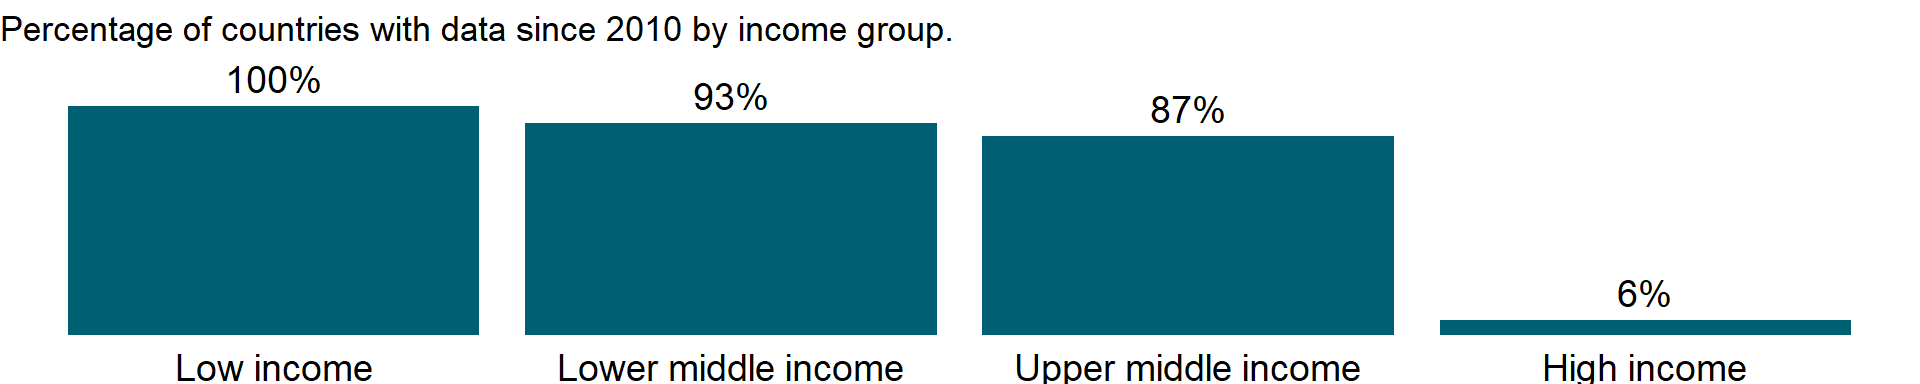 Percentage of countries with data since 2010 by income group.
100%
93%
87%
6%
Low income
Lower middle income
Upper middle income
High income